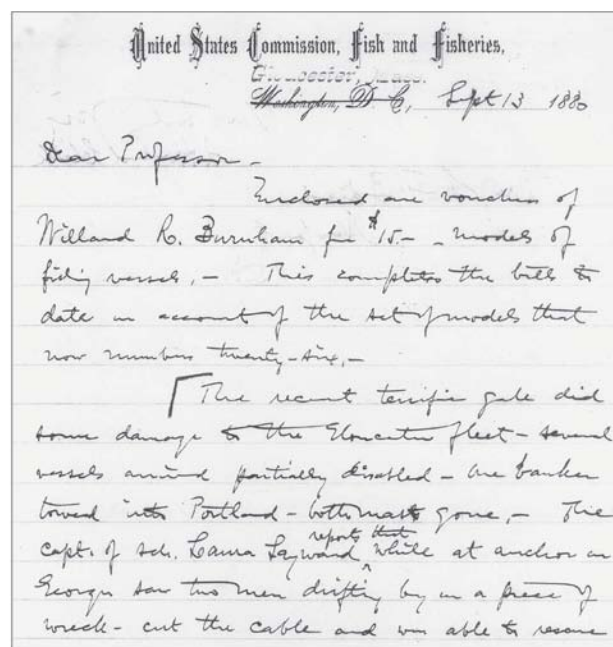 United States Commission, Fish and Fisheries,
Gloucester, Mass.
Washington, D. C., Sept 13 1880
Dear Professor -
Enclosed are vouchers of
Willard R. Burnham for $15.- - models of
fishing vessels, - This completes the bills to
date on account of the set of models that
now numbers twenty-six, -
The recent terrific gale did
some damage to the Gloucester fleet - several
vessels arrived partially disabled - one banker
towed into Portland - both masts gone, - The
reports that
capt. of sch. Laura Sayward while at anchor on
Georges saw two men drifting by on a piece of
wreck - cut the cable and was able to rescue